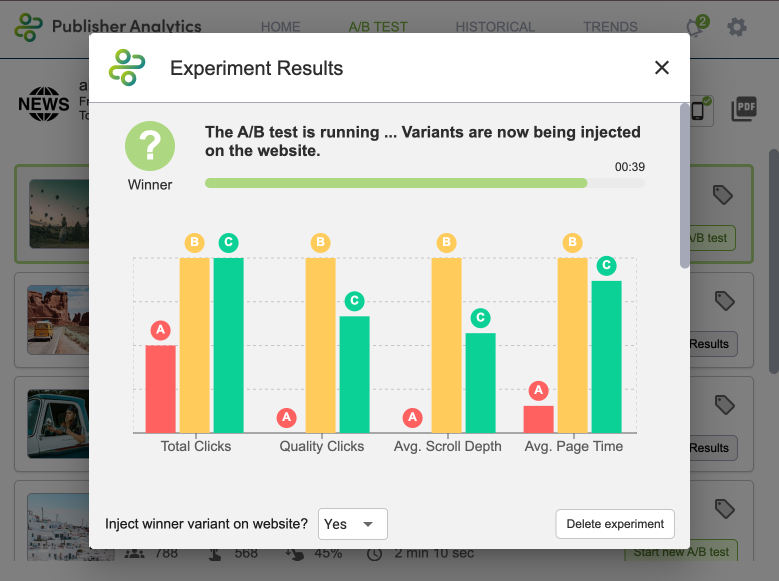 Publisher Analytics
HOME
A/B TEST
HISTORICAL
TRENDS
2
Experiment Results
NEWS
a
Fr
To
PDF
?
The A/B test is running ... Variants are now being injected
on the website.
Winner
00:39
A/B test
B
C
B
B
B
C
C
C
A
A
A
A
Results
Total Clicks
Quality Clicks
Avg. Scroll Depth
Avg. Page Time
Results
Inject winner variant on website?
Yes
Delete experiment
788
568
45%
2 min 10 sec
Start new A/B test